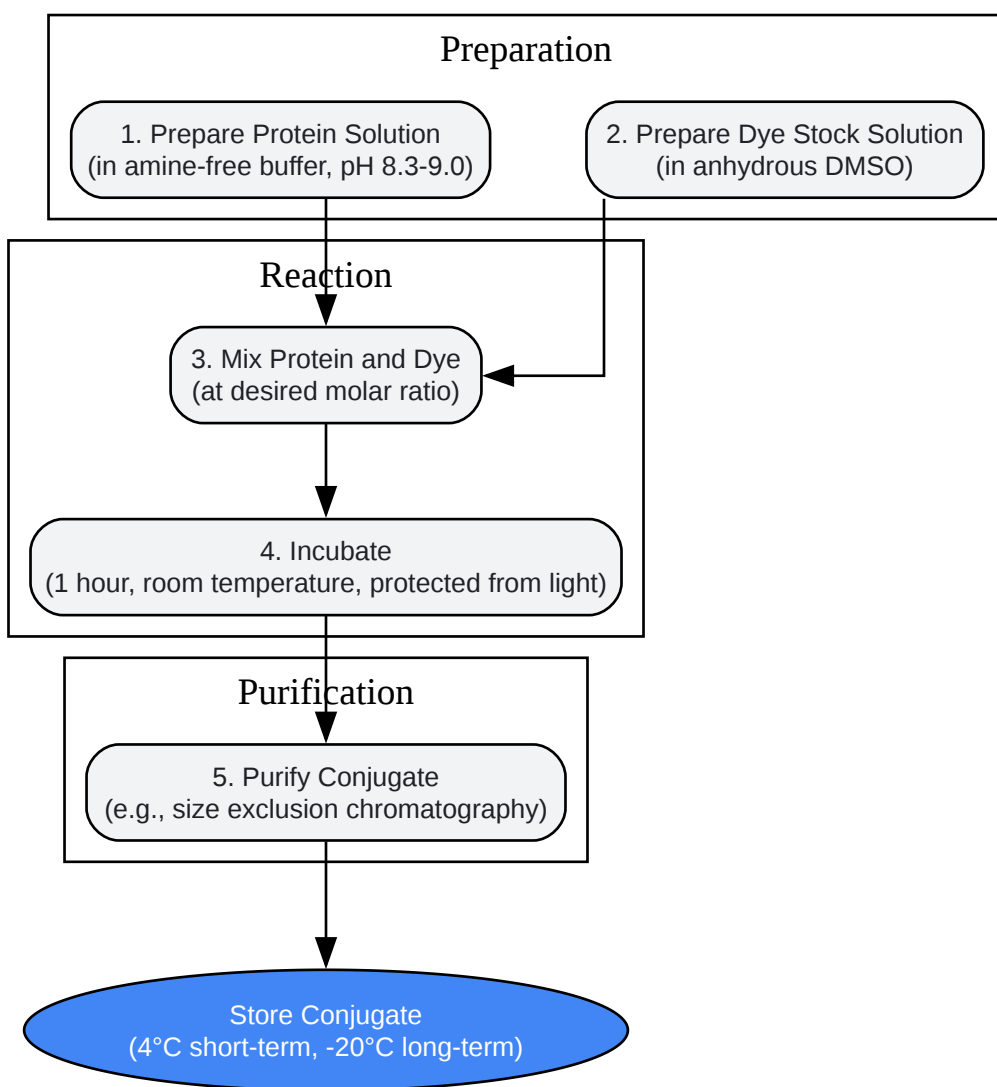 Preparation
1. Prepare Protein Solution
(in amine-free buffer, pH 8.3-9.0)
2. Prepare Dye Stock Solution
(in anhydrous DMSO)
Reaction
3. Mix Protein and Dye
(at desired molar ratio)
4. Incubate
(1 hour, room temperature, protected from light)
Purification
5. Purify Conjugate
(e.g., size exclusion chromatography)
Store Conjugate
(4°C short-term, -20°C long-term)